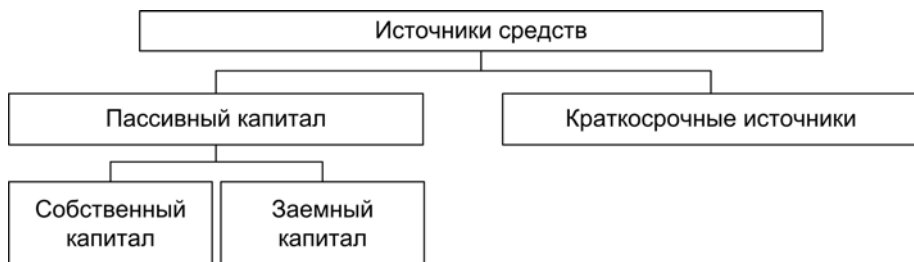 Источники средств
Пассивный капитал
Краткосрочные источники
Собственный
капитал
Заемный
капитал